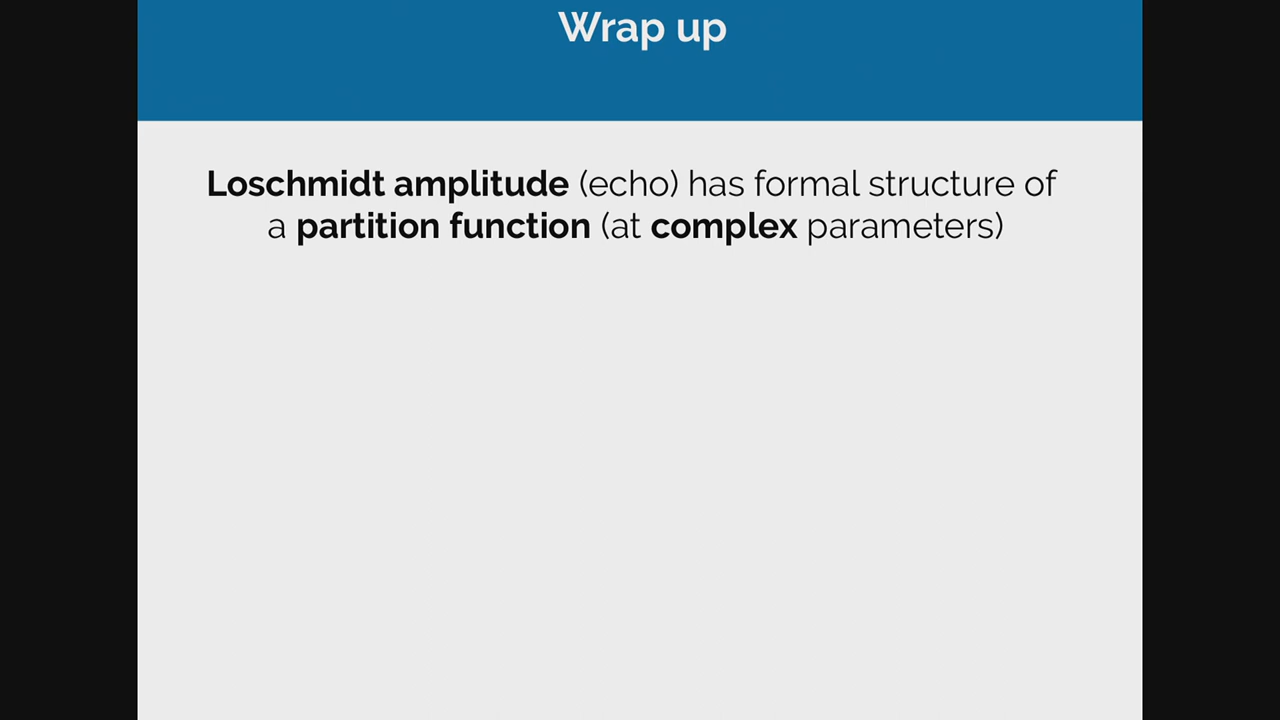 Wrap up
Loschmidt amplitude (echo) has formal structure of
a partition function (at complex parameters)